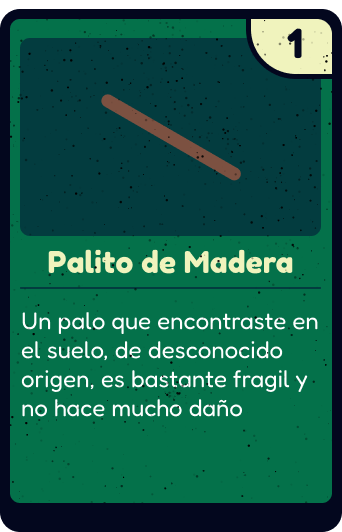 1
Palito de Madera
Un palo que encontraste en
el suelo, de desconocido
origen, es bastante fragil y
no hace mucho daño